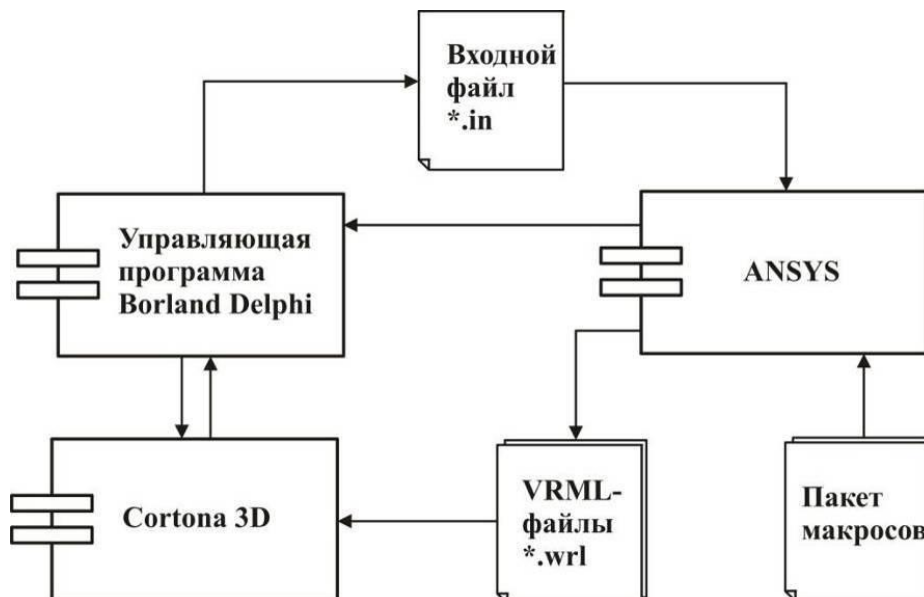 Входной
файл
*.in
Управляющая
программа
Borland Delphi
ANSYS
Cortona 3D
VRML-
файлы
*.wrl
Пакет
макросов